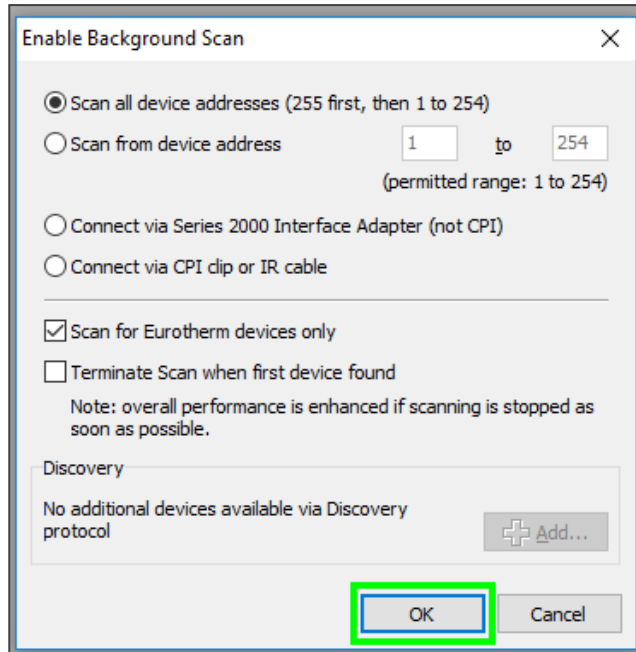 Enable Background Scan
Scan all device addresses (255 first, then 1 to 254)
Scan from device address 1 to 254
(permitted range: 1 to 254)
Connect via Series 2000 Interface Adapter (not CPI)
Connect via CPI clip or IR cable
Scan for Eurotherm devices only
Terminate Scan when first device found
Note: overall performance is enhanced if scanning is stopped as
soon as possible.
Discovery
No additional devices available via Discovery
protocol
Add...
OK Cancel